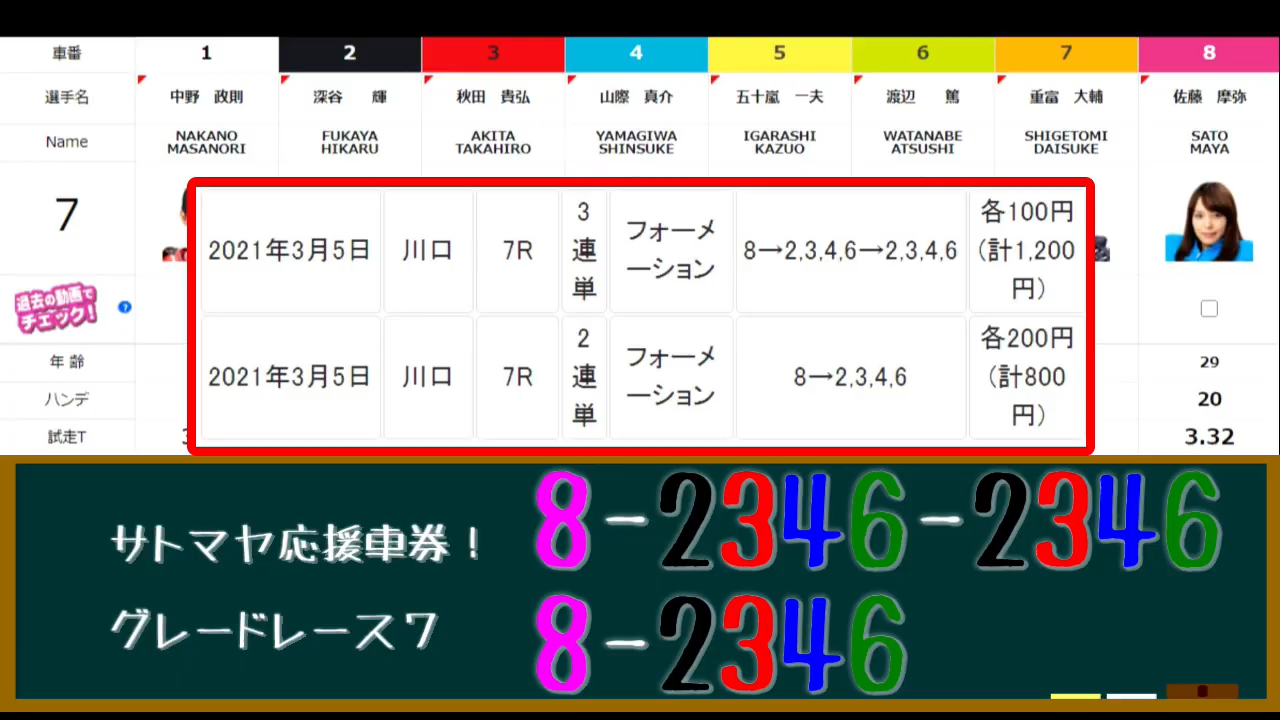 車番 1 2 3 4 5 6 7 8
選手名 中野 政則 深谷 輝 秋田 貴弘 山際 真介 五十嵐 一夫 渡辺 篤 重富 大輔 佐藤 摩弥
Name NAKANO MASANORI FUKAYA HIKARU AKITA TAKAHIRO YAMAGIWA SHINSUKE IGARASHI KAZUO WATANABE ATSUSHI SHIGETOMI DAISUKE SATO MAYA
7
過去の動画で
チェック!
?
2021年3月5日 川口 7R 3連単 フォーメーション 8→2,3,4,6→2,3,4,6 各100円(計1,200円)
2021年3月5日 川口 7R 2連単 フォーメーション 8→2,3,4,6 各200円(計800円)
年齢 29
ハンデ 20
試走T 3.32
サトマヤ応援車券! 8-2346-2346
グレードレース7 8-2346